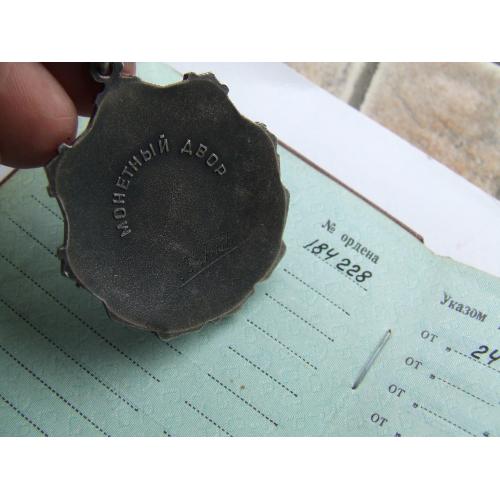 МОНЕТНЫЙ ДВОР
№ ордена
184228
Указом
от „ 24
от „
от „
от „